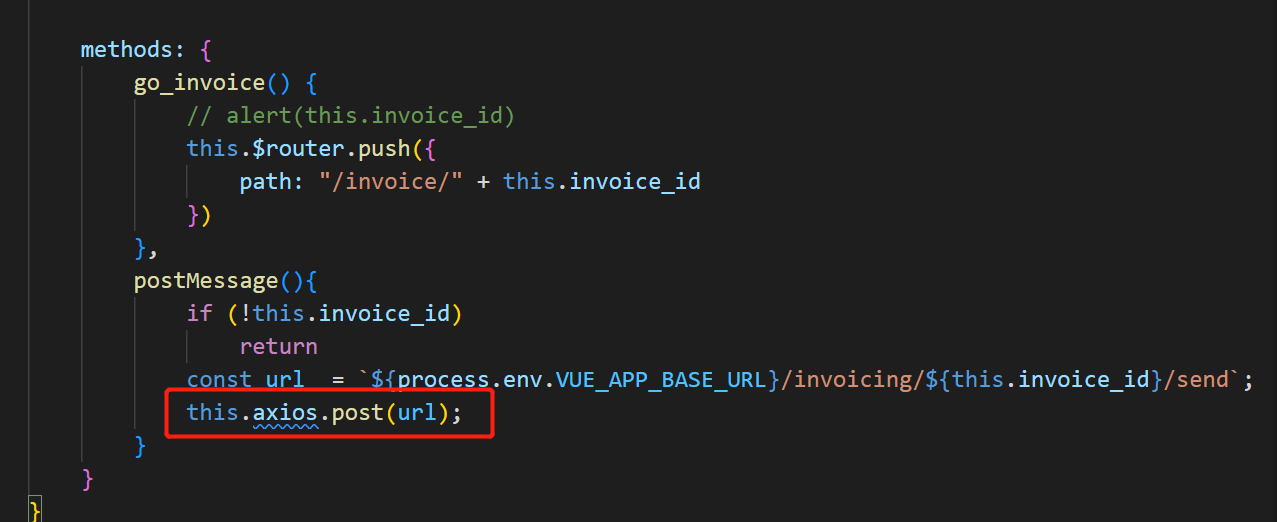 methods: {
go_invoice() {
// alert(this.invoice_id)
this.$router.push({
path: "/invoice/" + this.invoice_id
})
},
postMessage(){
if (!this.invoice_id)
return
const url  = `${process.env.VUE_APP_BASE_URL}/invoicing/${this.invoice_id}/send`;
this.axios.post(url);
}
}
}